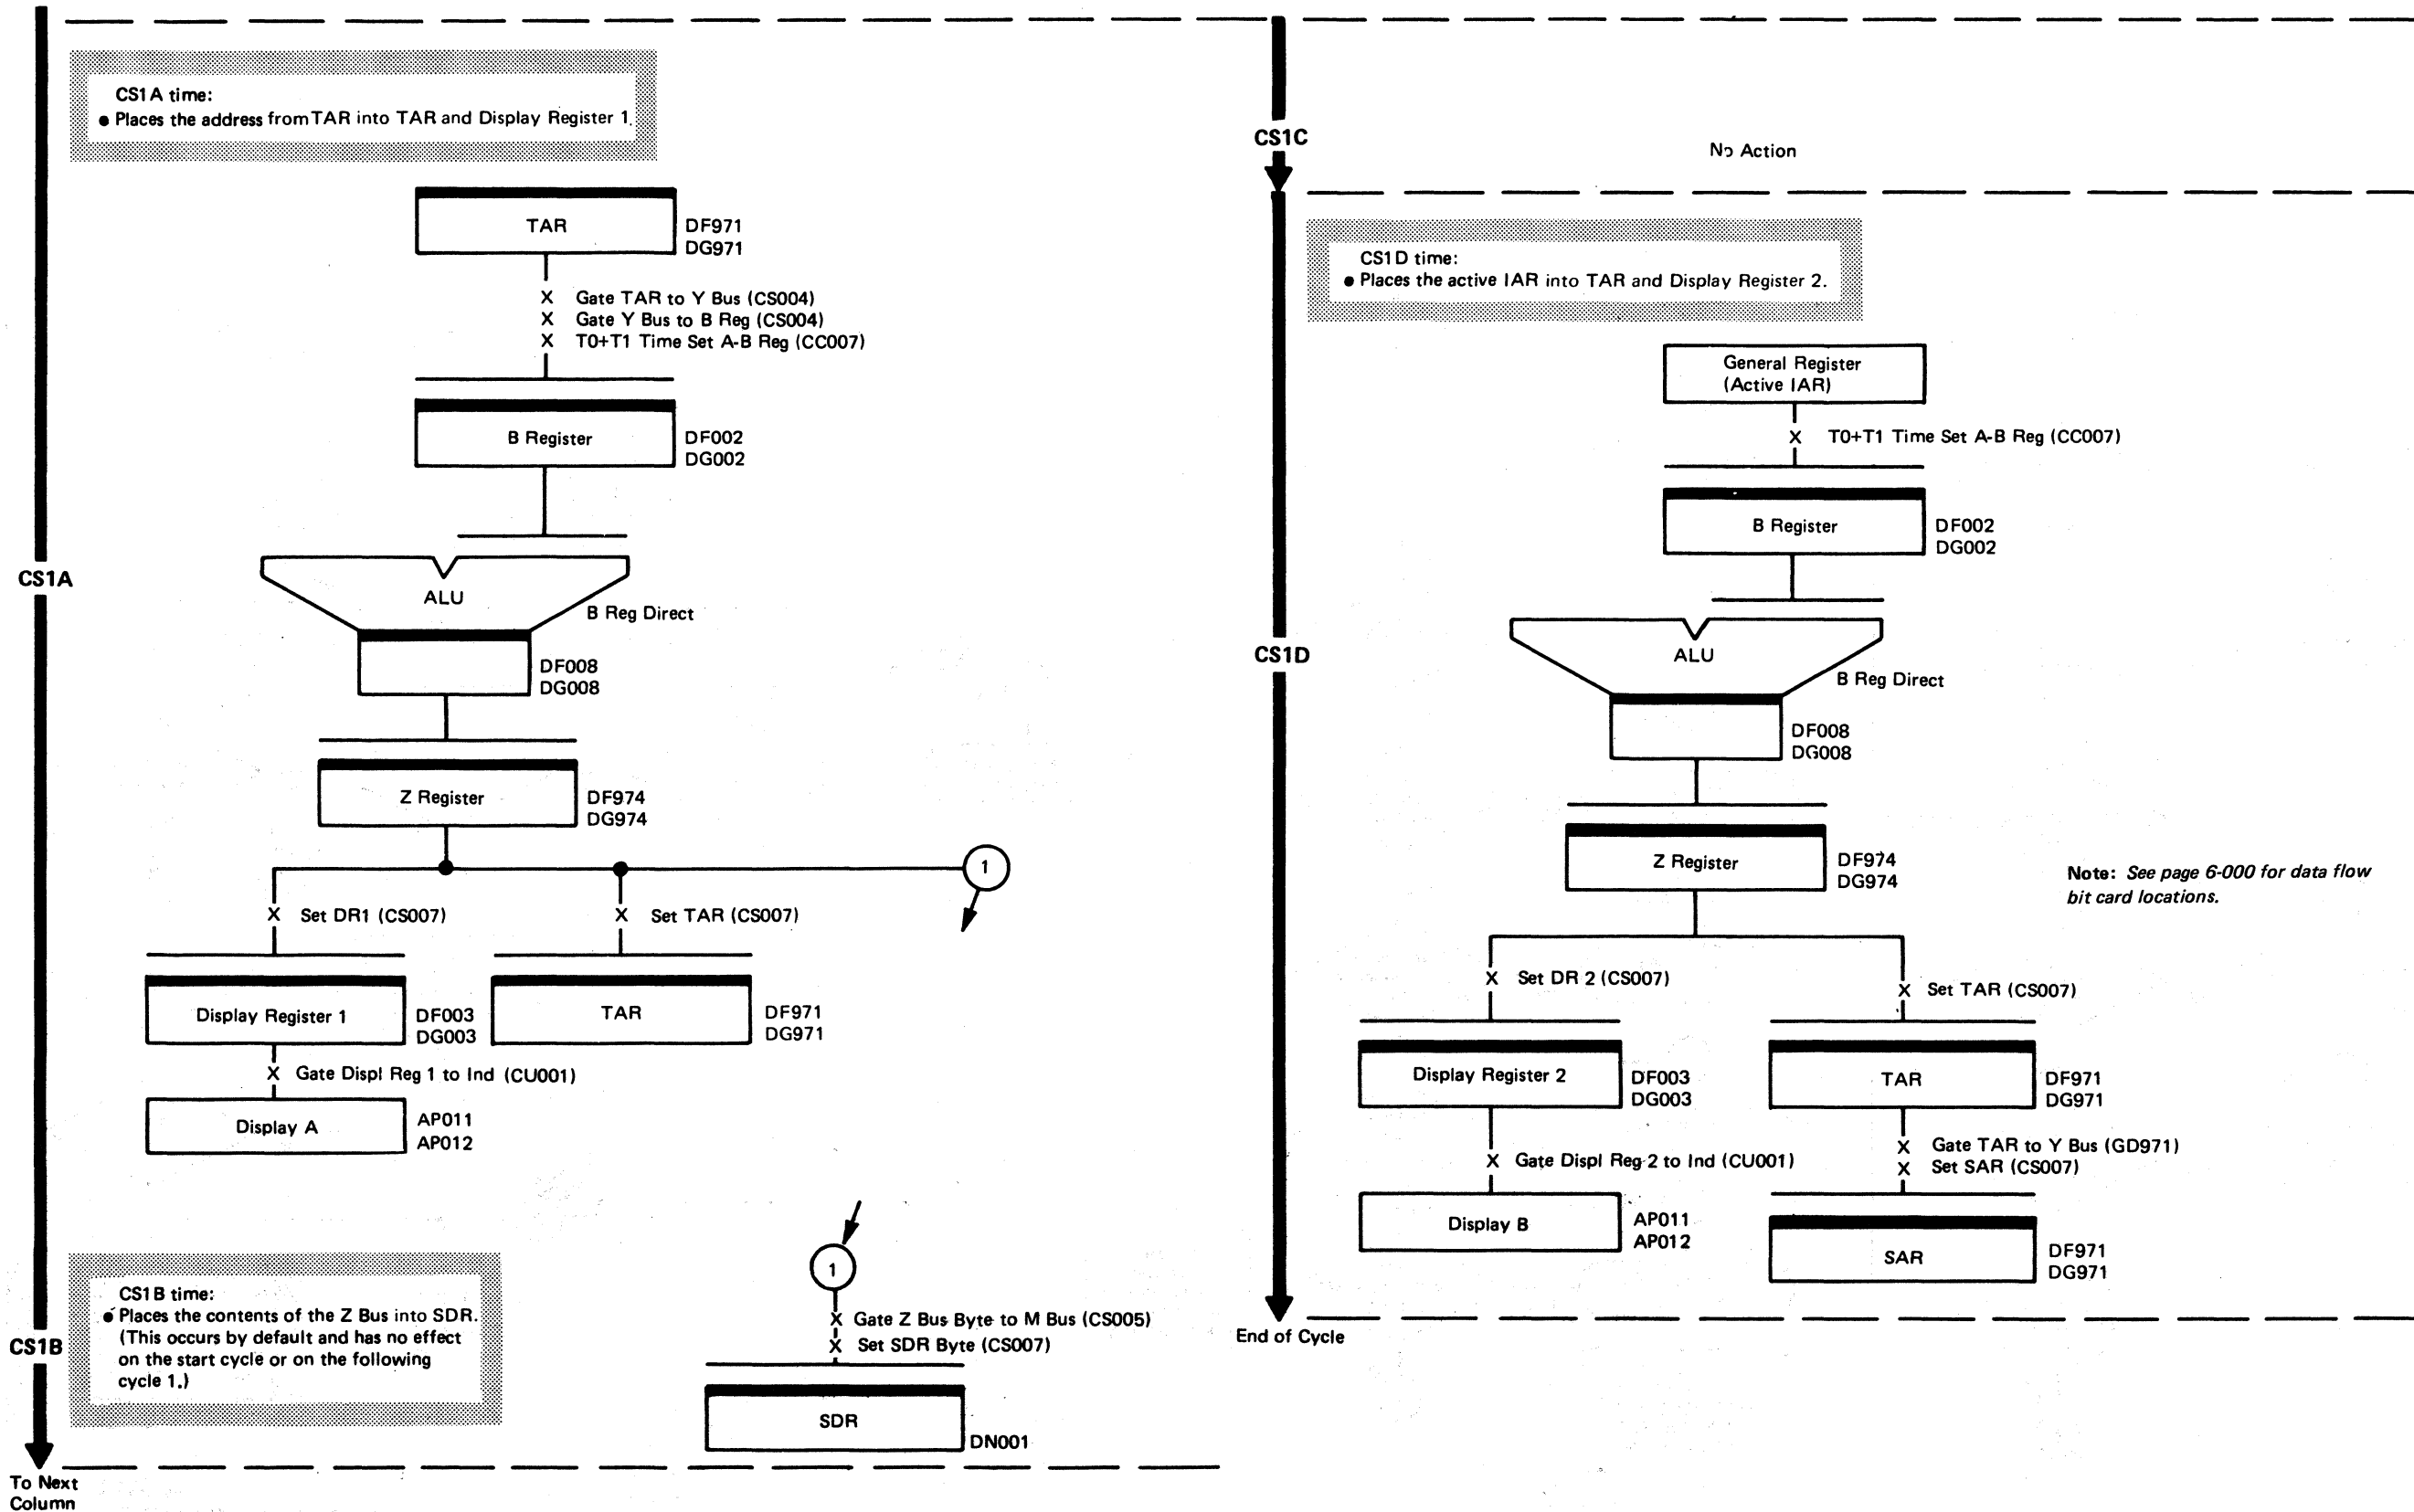 CS1A time:
● Places the address from TAR into TAR and Display Register 1.
TAR
DF971
DG971
X Gate TAR to Y Bus (CS004)
X Gate Y Bus to B Reg (CS004)
X T0+T1 Time Set A-B Reg (CC007)
B Register
DF002
DG002
CS1A
ALU
B Reg Direct
DF008
DG008
Z Register
DF974
DG974
1
X Set DR1 (CS007)
X Set TAR (CS007)
Display Register 1
DF003
DG003
TAR
DF971
DG971
X Gate Displ Reg 1 to Ind (CU001)
Display A
AP011
AP012
CS1B time:
● Places the contents of the Z Bus into SDR.
(This occurs by default and has no effect
on the start cycle or on the following
cycle 1.)
CS1B
1
X Gate Z Bus Byte to M Bus (CS005)
X Set SDR Byte (CS007)
SDR
DN001
To Next
Column
CS1C
No Action
CS1D time:
● Places the active IAR into TAR and Display Register 2.
General Register
(Active IAR)
X T0+T1 Time Set A-B Reg (CC007)
B Register
DF002
DG002
CS1D
ALU
B Reg Direct
DF008
DG008
Z Register
DF974
DG974
Note: See page 6-000 for data flow
bit card locations.
X Set DR 2 (CS007)
X Set TAR (CS007)
Display Register 2
DF003
DG003
TAR
DF971
DG971
X Gate Displ Reg 2 to Ind (CU001)
X Gate TAR to Y Bus (GD971)
X Set SAR (CS007)
Display B
AP011
AP012
SAR
DF971
DG971
End of Cycle